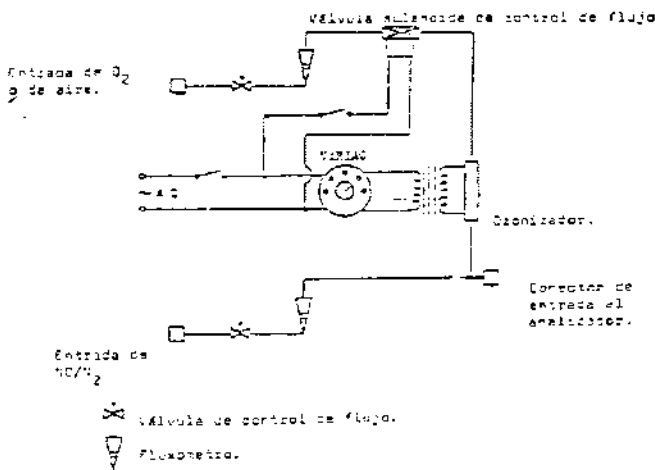 Válvula solenoide de control de flujo
Entrada de O2
o de aire.
VARIAC
~ A.C
Ozonizador.
Conector de
entrada al
analizador.
Entrada de
NO/N2
Válvula de control de flujo.
Fluxometro.